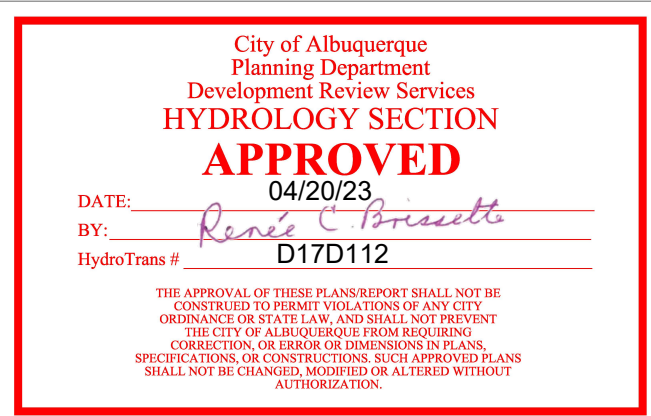 City of Albuquerque
Planning Department
Development Review Services
HYDROLOGY SECTION
APPROVED
DATE: 04/20/23
BY: Renée C. Brissette
HydroTrans # D17D112
THE APPROVAL OF THESE PLANS/REPORT SHALL NOT BE
CONSTRUED TO PERMIT VIOLATIONS OF ANY CITY
ORDINANCE OR STATE LAW, AND SHALL NOT PREVENT
THE CITY OF ALBUQUERQUE FROM REQUIRING
CORRECTION, OR ERROR OR DIMENSIONS IN PLANS,
SPECIFICATIONS, OR CONSTRUCTIONS. SUCH APPROVED PLANS
SHALL NOT BE CHANGED, MODIFIED OR ALTERED WITHOUT
AUTHORIZATION.